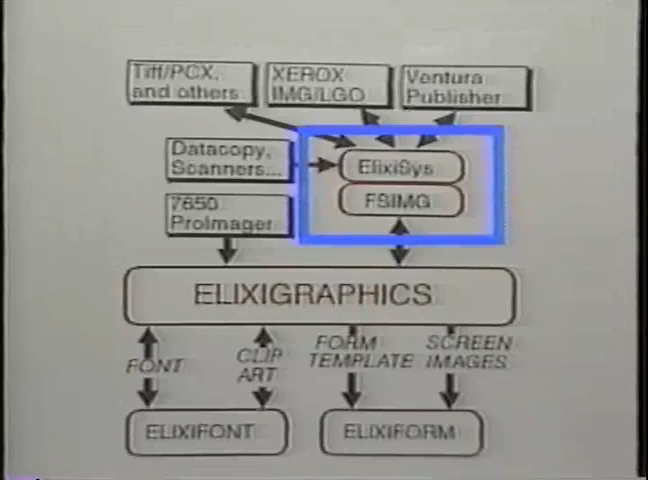 Tiff/PCX,
and others
XEROX
IMG/LGO
Ventura
Publisher
Datacopy,
Scanners...
ElixiSys
FSIMG
7650
ProImager
ELIXIGRAPHICS
FONT
CLIP
ART
FORM
TEMPLATE
SCREEN
IMAGES
ELIXIFONT
ELIXIFORM